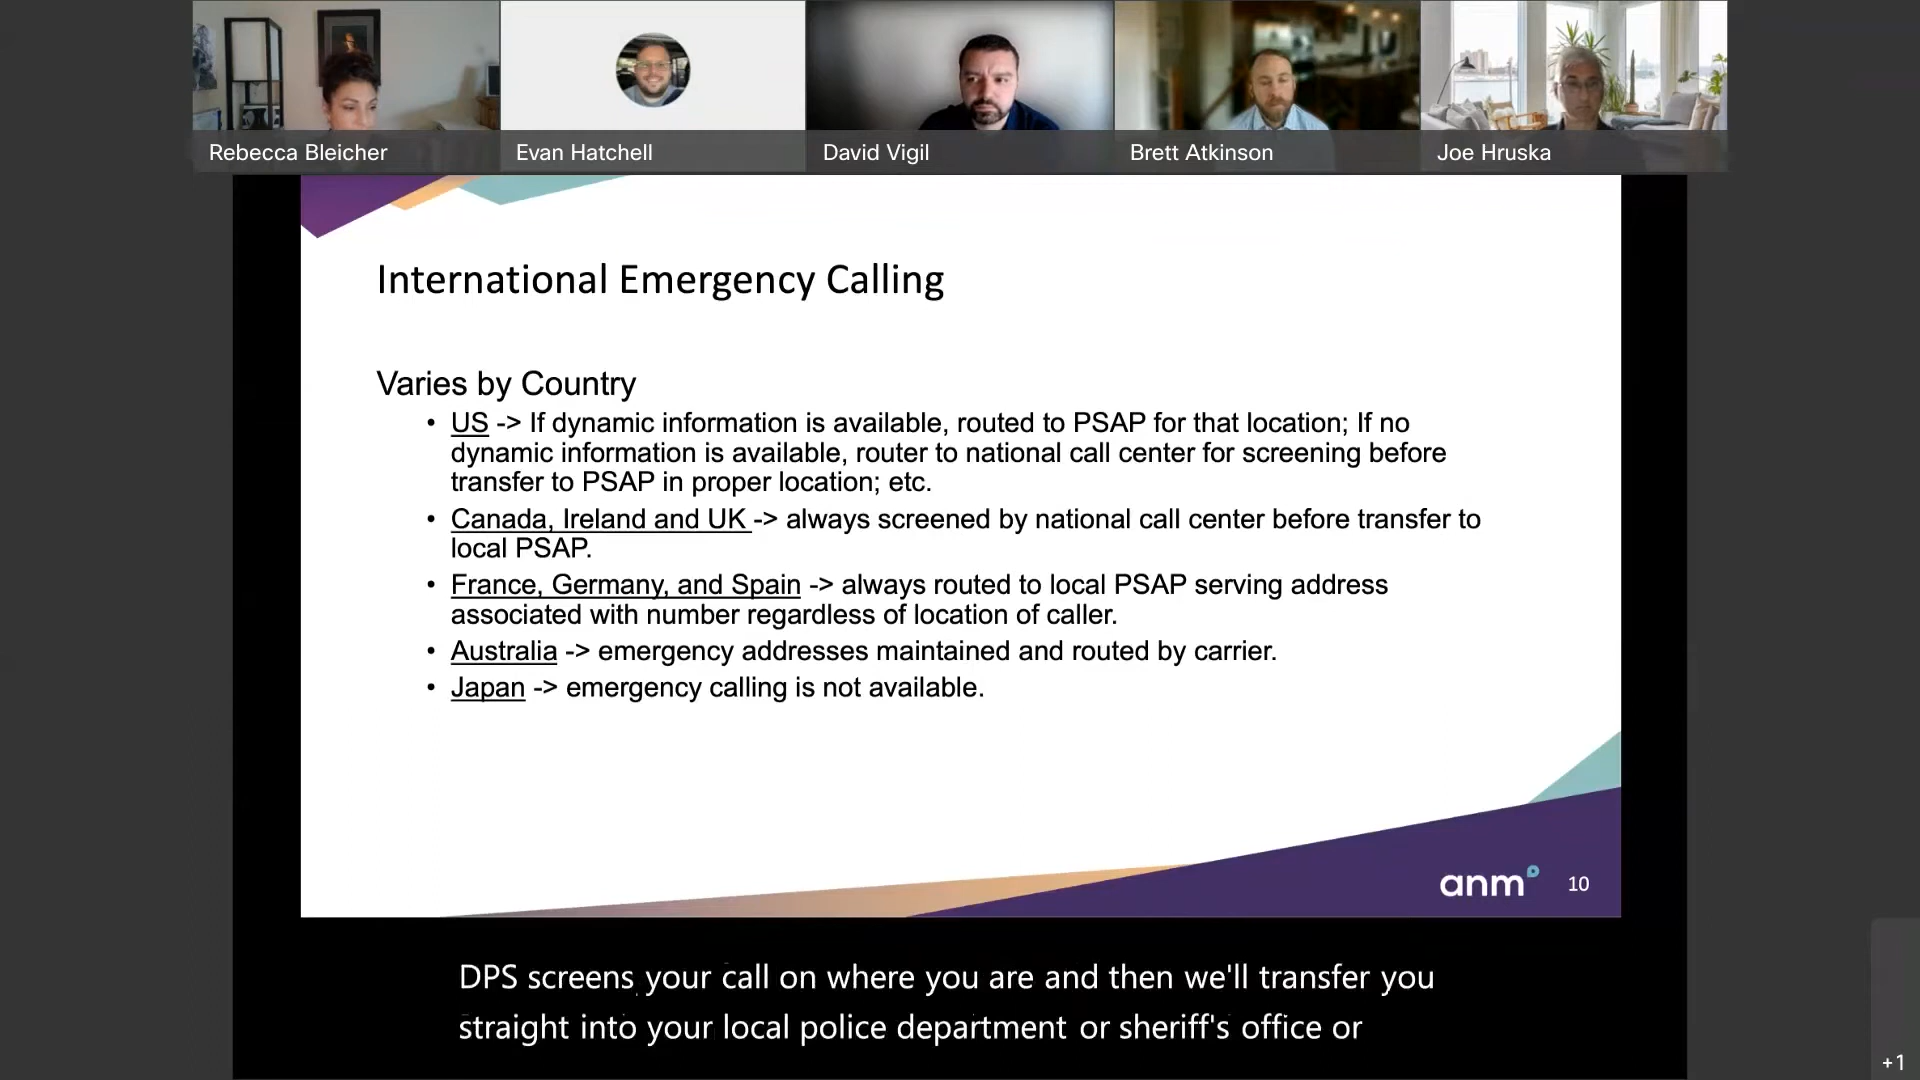 Rebecca Bleicher
Evan Hatchell
David Vigil
Brett Atkinson
Joe Hruska
International Emergency Calling
Varies by Country
• US -> If dynamic information is available, routed to PSAP for that location; If no
dynamic information is available, router to national call center for screening before
transfer to PSAP in proper location; etc.
• Canada, Ireland and UK -> always screened by national call center before transfer to
local PSAP.
• France, Germany, and Spain -> always routed to local PSAP serving address
associated with number regardless of location of caller.
• Australia -> emergency addresses maintained and routed by carrier.
• Japan -> emergency calling is not available.
anm
10
DPS screens your call on where you are and then we'll transfer you
straight into your local police department or sheriff's office or
+1